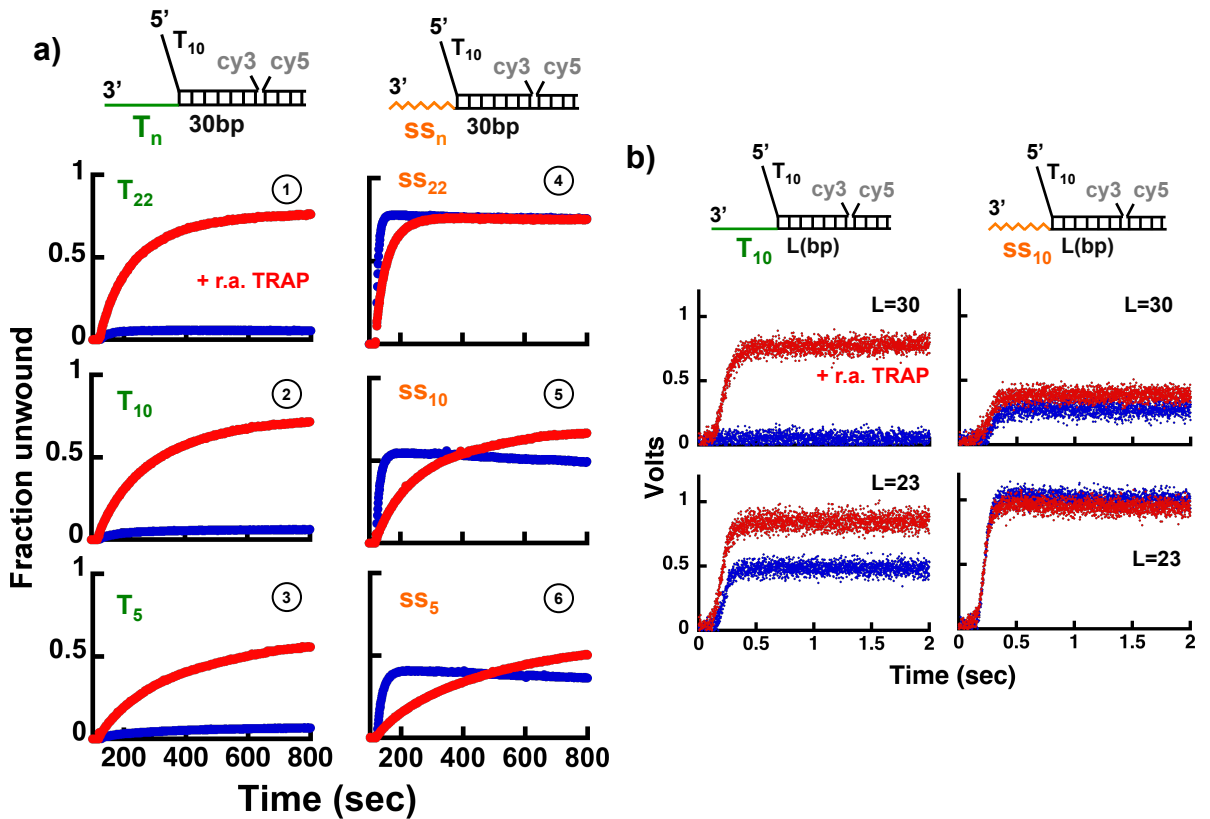 a)
5’
T10
cy3 cy5
3’
Tn
30bp
5’
T10
cy3 cy5
3’
ssn
30bp
Fraction unwound
1
0.5
0
T22
1
+ r.a. TRAP
ss22
4
1
0.5
0
T10
2
ss10
5
1
0.5
0
T5
3
ss5
6
200 400 600 800
200 400 600 800
Time (sec)
b)
5’
T10
cy3 cy5
3’
T10
L(bp)
5’
T10
cy3 cy5
3’
ss10
L(bp)
Volts
1
0.5
0
L=30
+ r.a. TRAP
L=30
1
0.5
0
L=23
L=23
0 0.5 1 1.5 2
0 0.5 1 1.5 2
Time (sec)